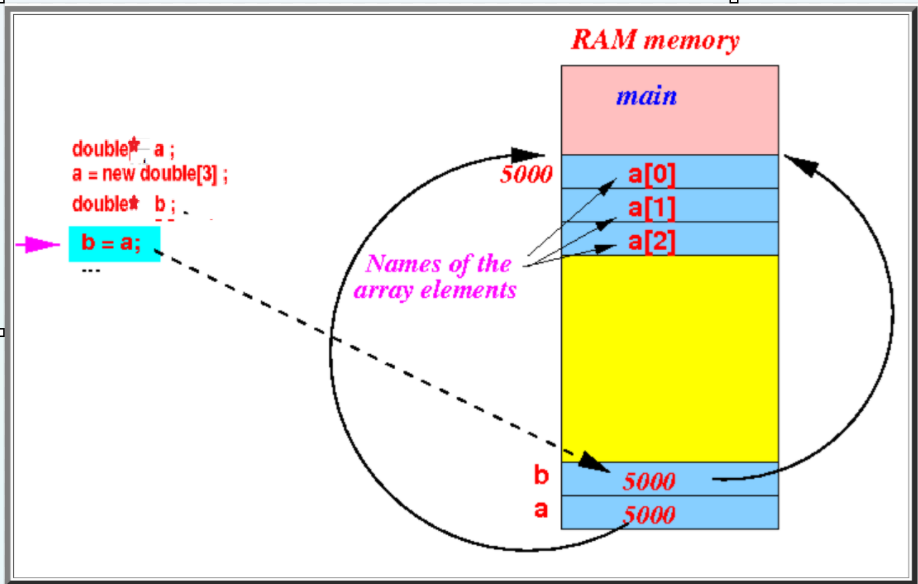 RAM memory
main
double* a ;
a = new double[3] ;
double* b ;
b = a;
---
5000
a[0]
a[1]
a[2]
Names of the
array elements
b
5000
a
5000